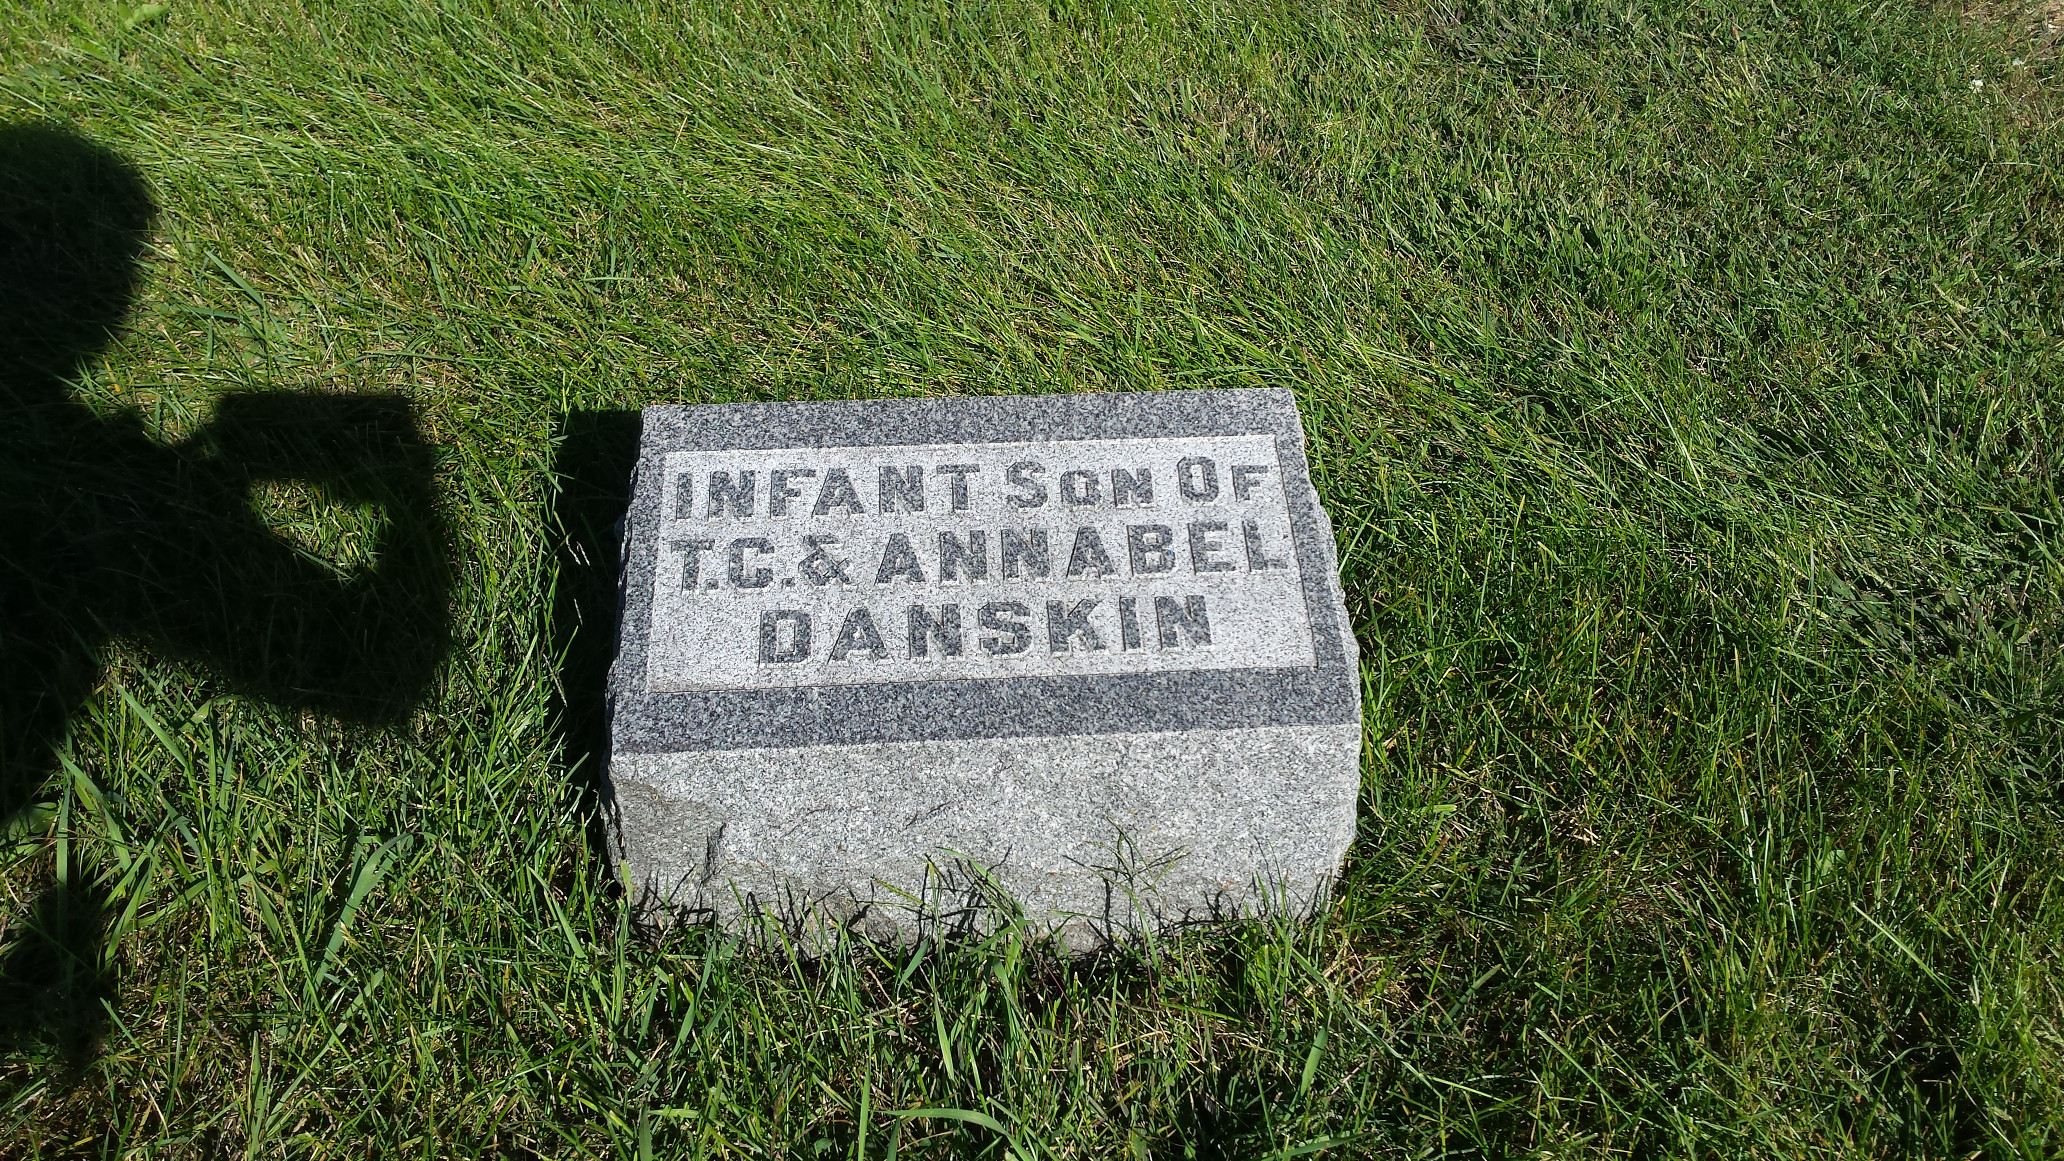 INFANT SON OF
T.C. & ANNABEL
DANSKIN